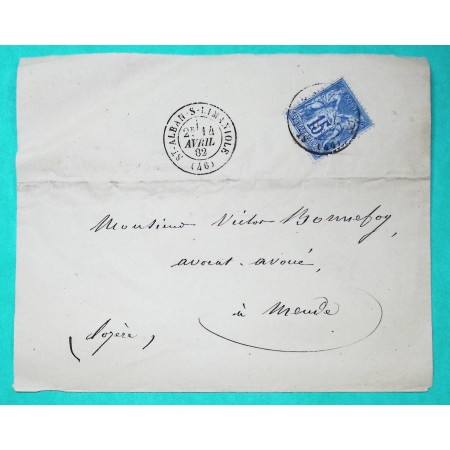 ST-ALBAN-S-LIMAGNOLE
2E 14
AVRIL
82
(46)
15
Monsieur Victor Bonnefoy,
avocat-avoué,
à Mende
(Lozère)